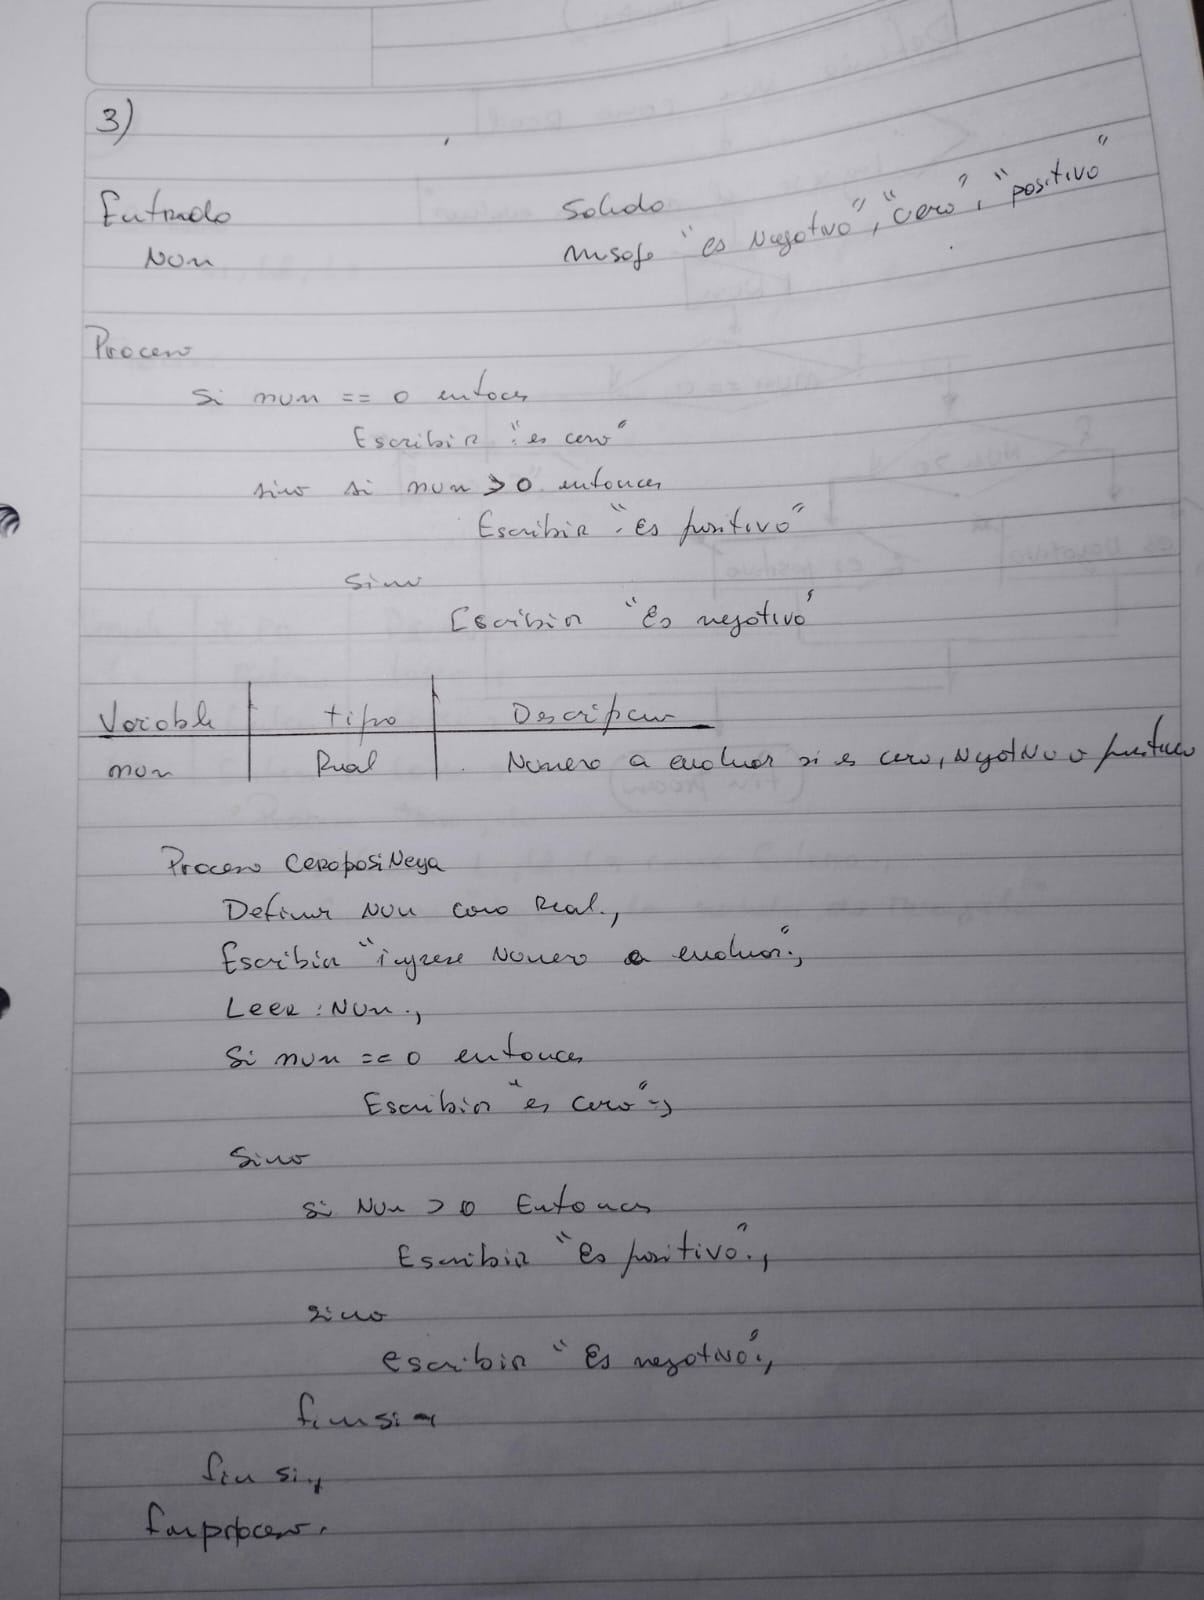 3)
Entrada Salida
Num msaje "es Negativo", "cero", "positivo"
Proceso
Si num == 0 entoces
Escribir "es cero"
sino si num > 0 entonces
Escribir "Es positivo"
sino
Escribir "Es negativo"
Variable tipo Descripcion
num Real Numero a evaluar si es cero, Negativo o positivo
Proceso CeroposiNega
Definir Num como Real;
Escribir "ingrese Numero a evaluar";
Leer : Num;
Si num == 0 entonces
Escribir "es cero";
Sino
si Num > 0 Entonces
Escribir "Es positivo";
sino
escribir "Es negativo";
finsi
fin si
finproceso.